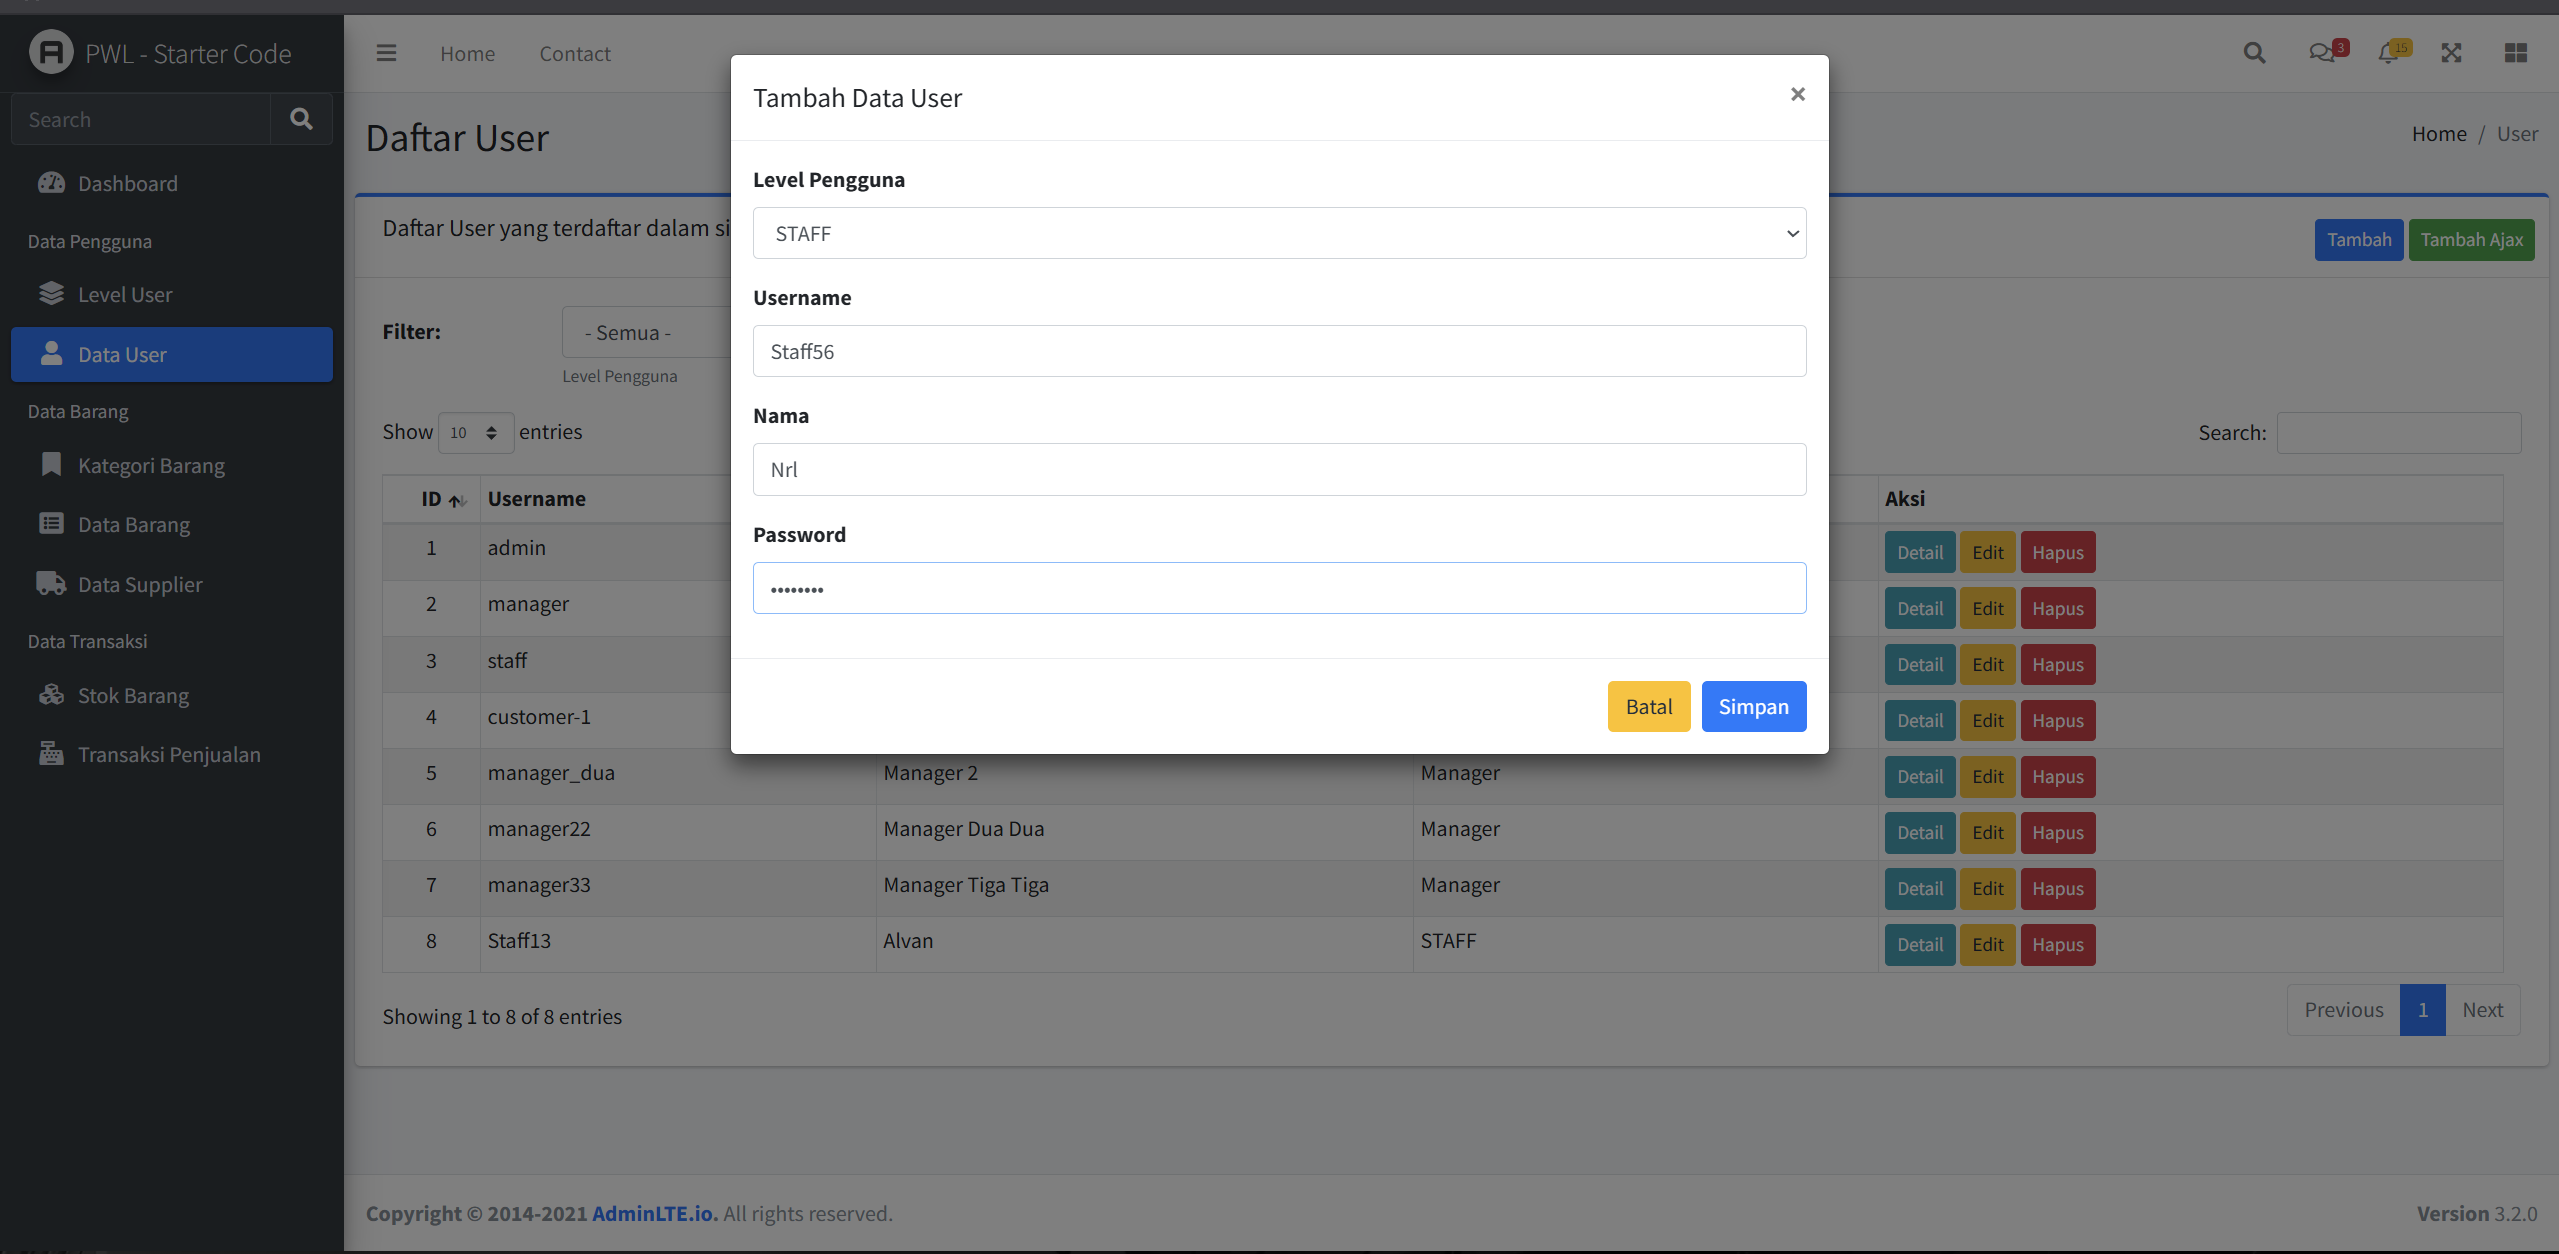 PWL - Starter Code
Home
Contact
3
15
Search
Dashboard
Data Pengguna
Level User
Data User
Data Barang
Kategori Barang
Data Barang
Data Supplier
Data Transaksi
Stok Barang
Transaksi Penjualan
Daftar User
Home / User
Daftar User yang terdaftar dalam si
Tambah
Tambah Ajax
Filter:
- Semua -
Level Pengguna
Show 10 entries
Search:
ID Username Aksi
1 admin Detail Edit Hapus
2 manager Detail Edit Hapus
3 staff Detail Edit Hapus
4 customer-1 Detail Edit Hapus
5 manager_dua Manager 2 Manager Detail Edit Hapus
6 manager22 Manager Dua Dua Manager Detail Edit Hapus
7 manager33 Manager Tiga Tiga Manager Detail Edit Hapus
8 Staff13 Alvan STAFF Detail Edit Hapus
Showing 1 to 8 of 8 entries
Previous 1 Next
Tambah Data User
×
Level Pengguna
STAFF
Username
Staff56
Nama
Nrl
Password
••••••••
Batal
Simpan
Copyright © 2014-2021 AdminLTE.io. All rights reserved.
Version 3.2.0